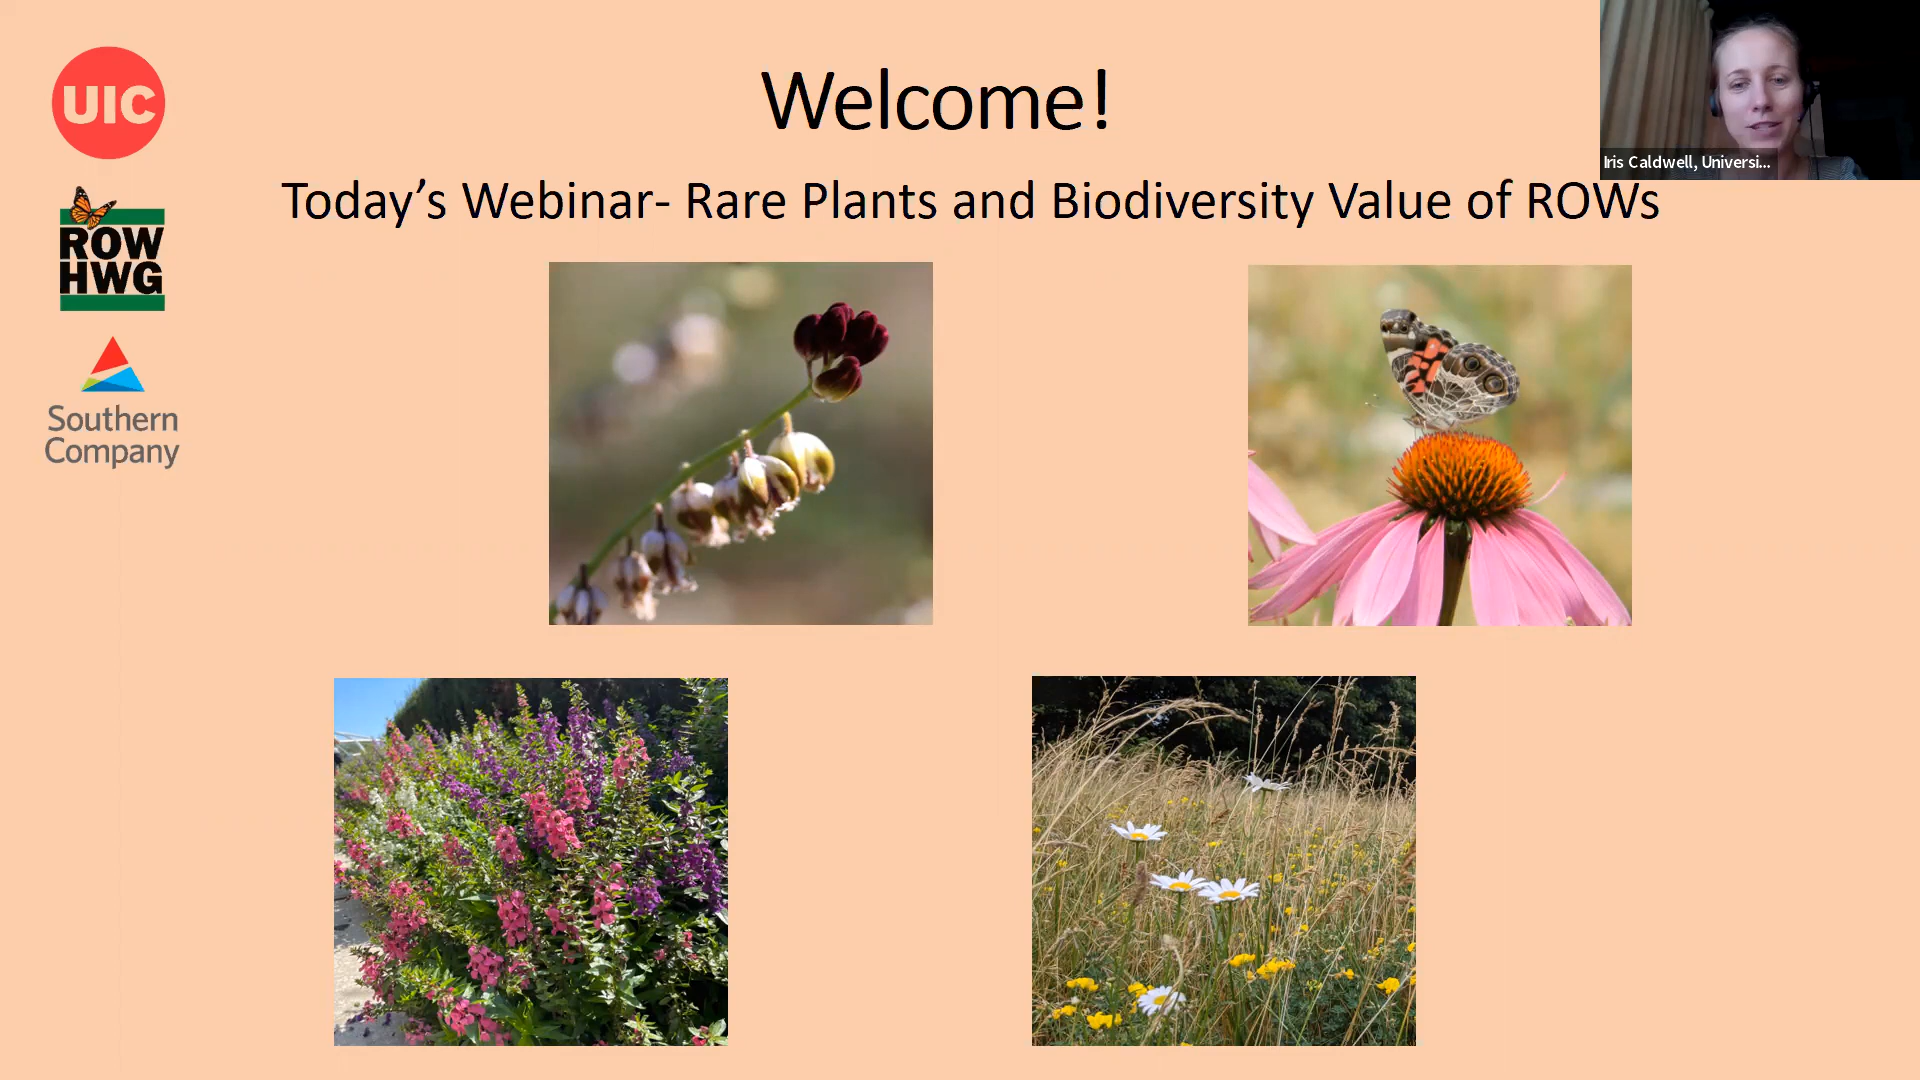 Welcome!
Today's Webinar- Rare Plants and Biodiversity Value of ROWs
Iris Caldwell, Universi...
UIC
ROW
HWG
Southern
Company